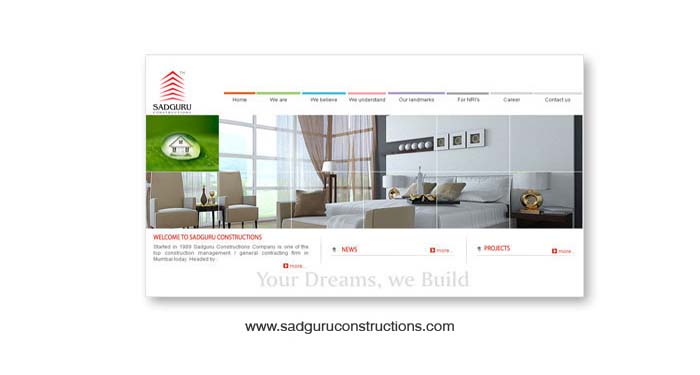 TM
SADGURU
CONSTRUCTIONS
Home We are We believe We understand Our landmarks For NRI's Career Contact us
WELCOME TO SADGURU CONSTRUCTIONS
Started in 1989 Sadguru Constructions Company is one of the
top construction management / general contracting firm in
Mumbai today. Headed by..
more..
NEWS more..
PROJECTS more..
Your Dreams, we Build
www.sadguruconstructions.com